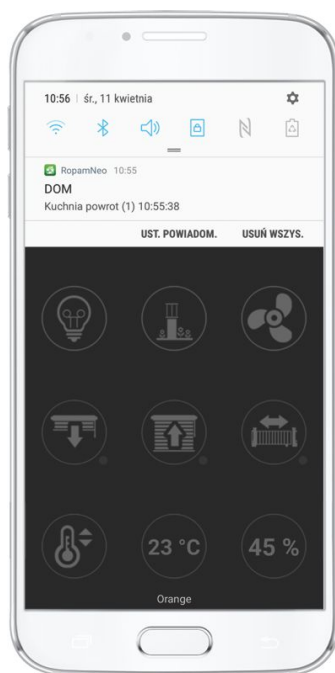 10:56 | śr., 11 kwietnia
RopamNeo 10:55
DOM
Kuchnia powrot (1) 10:55:38
UST. POWIADOM. USUŃ WSZYS.
23 °C 45 %
Orange